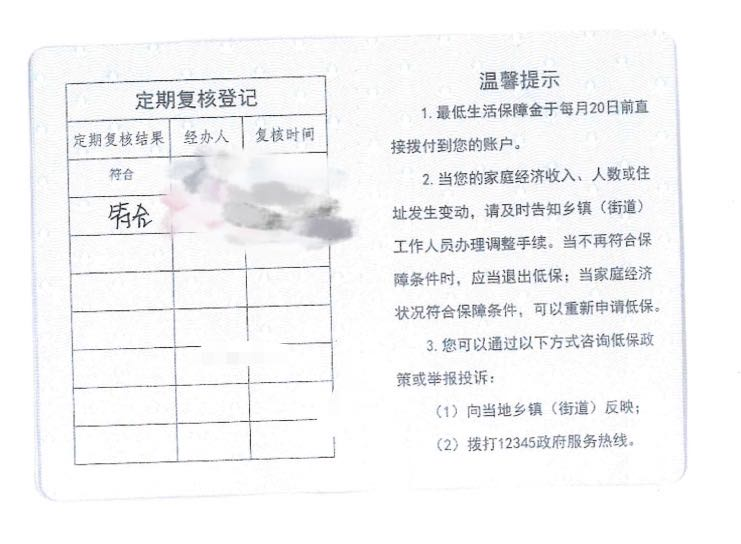 定期复核登记
定期复核结果 经办人 复核时间
符合
符合
温馨提示
1.最低生活保障金于每月20日前直
接拨付到您的账户。
2.当您的家庭经济收入、人数或住
址发生变动，请及时告知乡镇（街道）
工作人员办理调整手续。当不再符合保
障条件时，应当退出低保；当家庭经济
状况符合保障条件，可以重新申请低保。
3.您可以通过以下方式咨询低保政
策或举报投诉：
（1）向当地乡镇（街道）反映；
（2）拨打12345政府服务热线。